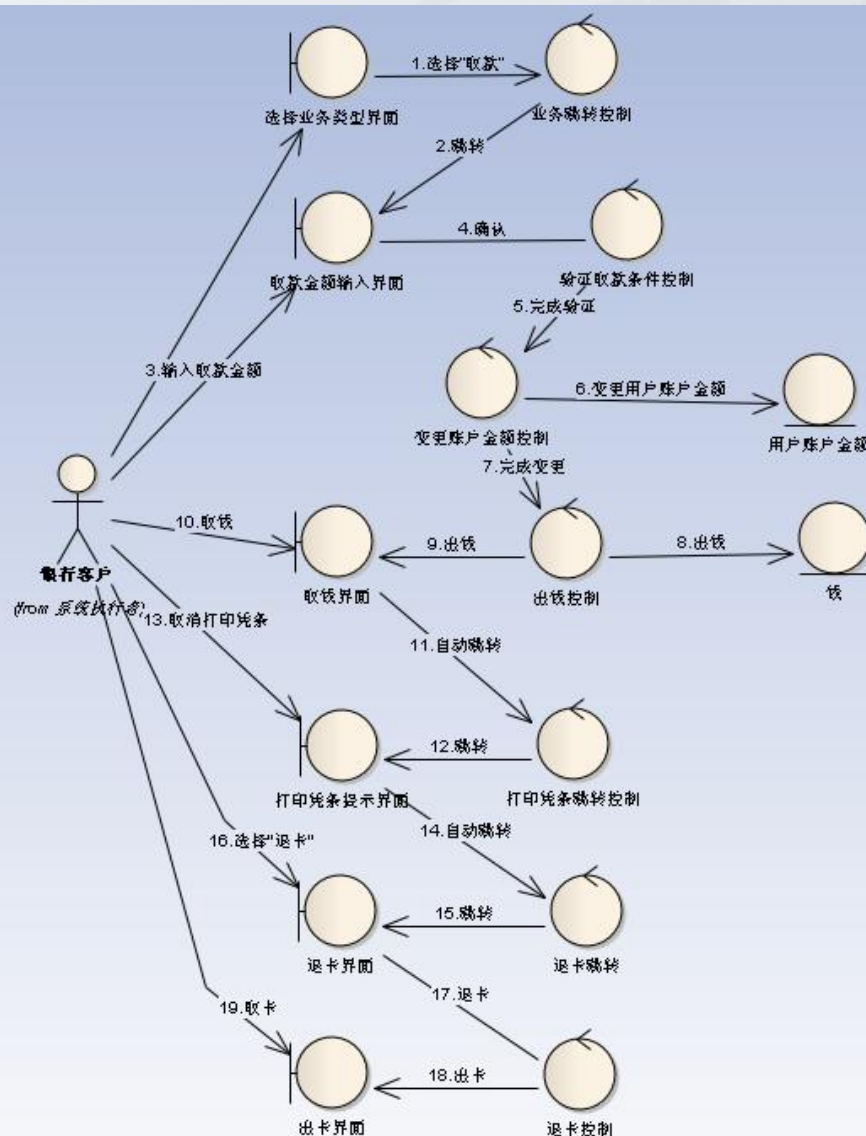 1.选择"取款"
选择业务类型界面
业务跳转控制
2.跳转
4.确认
取款金额输入界面
验证取款条件控制
5.完成验证
3.输入取款金额
6.变更用户账户金额
变更账户金额控制
用户账户金额
7.完成变更
10.取钱
9.出钱
8.出钱
银行客户
(from 系统执行者)
取钱界面
出钱控制
钱
13.取消打印凭条
11.自动跳转
12.跳转
打印凭条提示界面
打印凭条跳转控制
14.自动跳转
16.选择"退卡"
15.跳转
退卡界面
退卡跳转
17.退卡
19.取卡
18.出卡
出卡界面
退卡控制